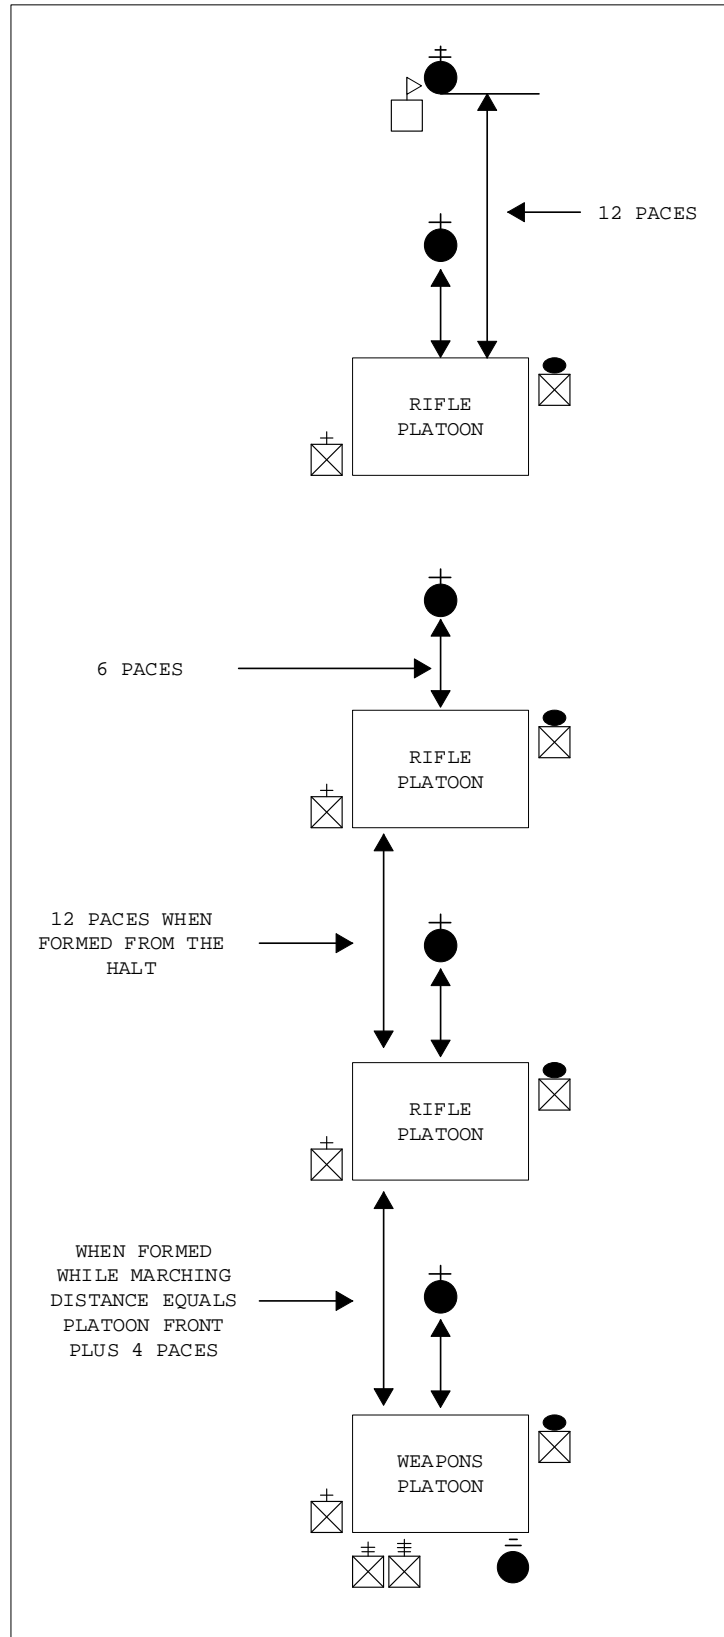 12 PACES
RIFLE
PLATOON
6 PACES
RIFLE
PLATOON
12 PACES WHEN
FORMED FROM THE
HALT
RIFLE
PLATOON
WHEN FORMED
WHILE MARCHING
DISTANCE EQUALS
PLATOON FRONT
PLUS 4 PACES
WEAPONS
PLATOON